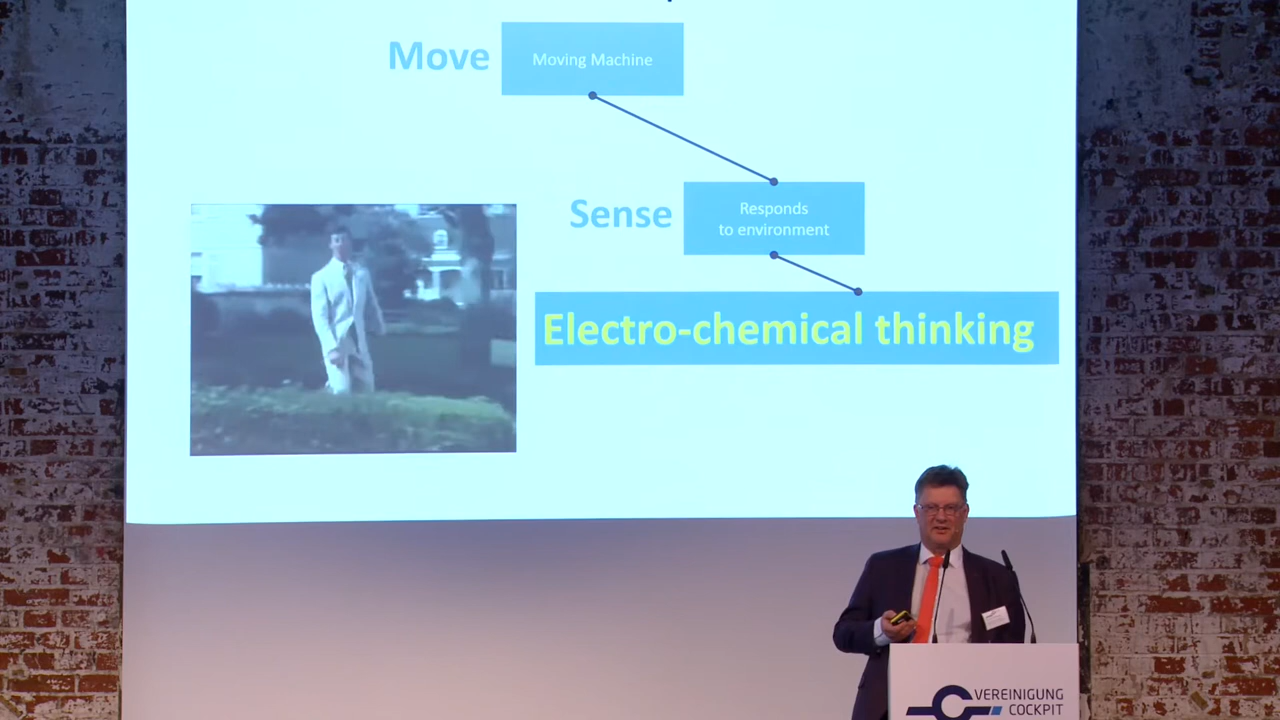 Move
Moving Machine
Sense
Responds
to environment
Electro-chemical thinking
VEREINIGUNG
COCKPIT